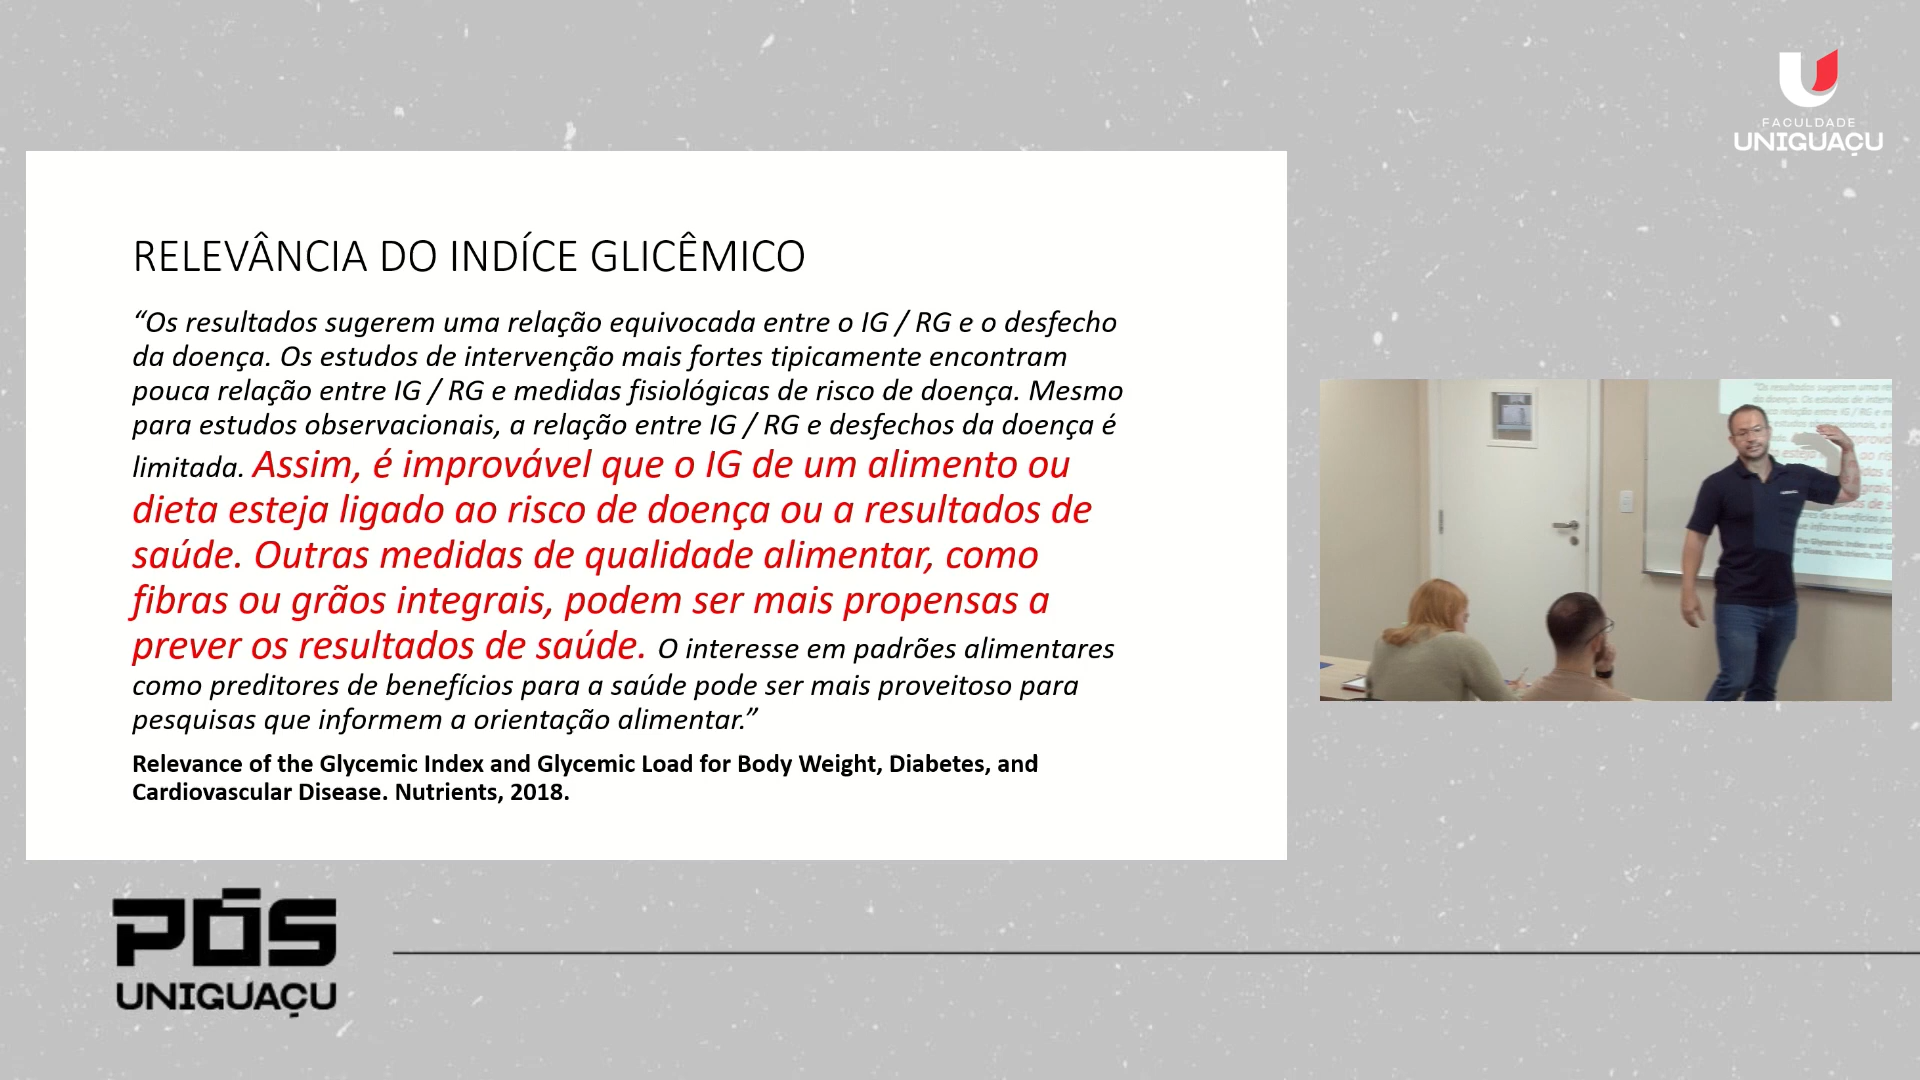 FACULDADE
UNIGUAÇU
RELEVÂNCIA DO INDÍCE GLICÊMICO
“Os resultados sugerem uma relação equivocada entre o IG / RG e o desfecho
da doença. Os estudos de intervenção mais fortes tipicamente encontram
pouca relação entre IG / RG e medidas fisiológicas de risco de doença. Mesmo
para estudos observacionais, a relação entre IG / RG e desfechos da doença é
limitada. Assim, é improvável que o IG de um alimento ou
dieta esteja ligado ao risco de doença ou a resultados de
saúde. Outras medidas de qualidade alimentar, como
fibras ou grãos integrais, podem ser mais propensas a
prever os resultados de saúde. O interesse em padrões alimentares
como preditores de benefícios para a saúde pode ser mais proveitoso para
pesquisas que informem a orientação alimentar.”
Relevance of the Glycemic Index and Glycemic Load for Body Weight, Diabetes, and
Cardiovascular Disease. Nutrients, 2018.
PÓS
UNIGUAÇU